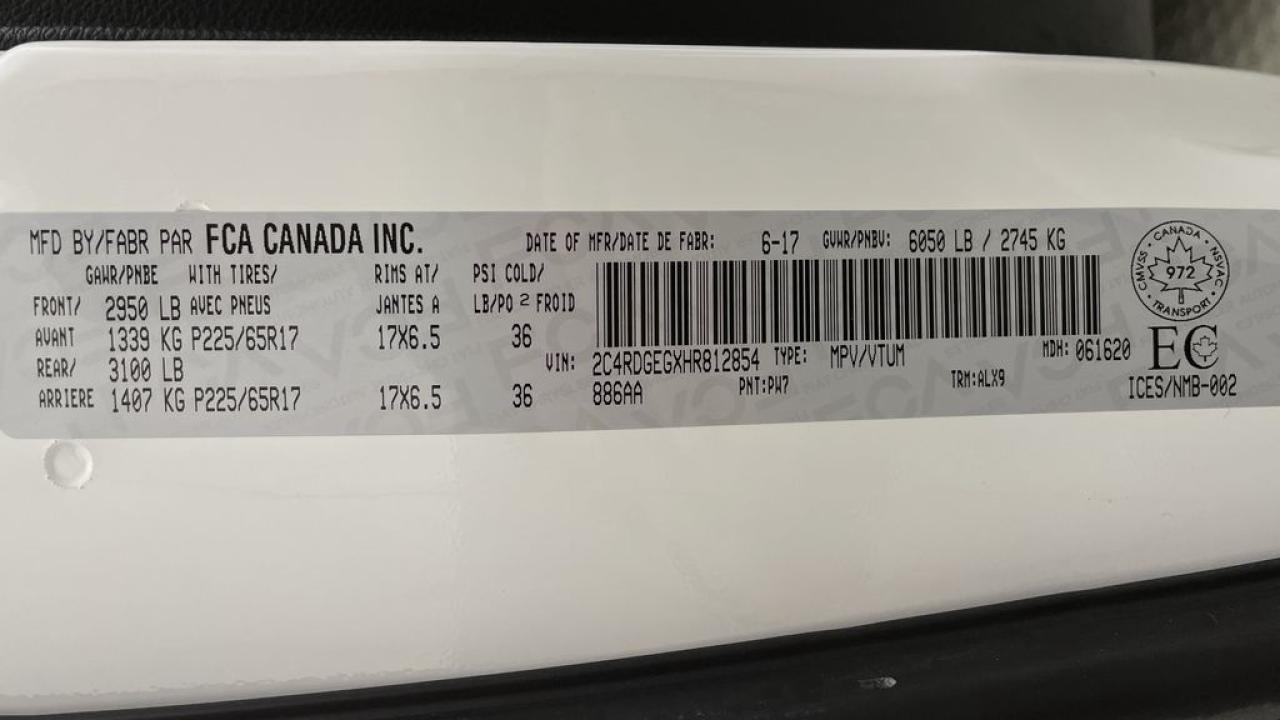 MFD BY/FABR PAR FCA CANADA INC. DATE OF MFR/DATE DE FABR: 6-17 GVWR/PNBV: 6050 LB / 2745 KG
GAWR/PNBE WITH TIRES/ RIMS AT/ PSI COLD/
FRONT/ 2950 LB AVEC PNEUS JANTES A LB/PO 2 FROID
AVANT 1339 KG P225/65R17 17X6.5 36
REAR/ 3100 LB
ARRIERE 1407 KG P225/65R17 17X6.5 36
VIN: 2C4RDGEGXHR812854 TYPE: MPV/VTUM MDH: 061620
886AA PNT:PW7 TRM:ALX9
CANADA
CMVSS NSVAC
972
TRANSPORT
EC
ICES/NMB-002